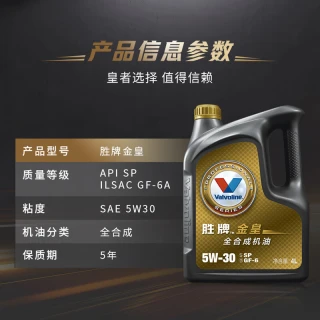 产品信息参数
皇者选择 值得信赖
产品型号 胜牌金皇
质量等级 API SP
ILSAC GF-6A
粘度 SAE 5W30
机油分类 全合成
保质期 5年
SERIES
Valvoline
胜牌 金皇
全合成机油
5W-30 SP
GF-6
4L